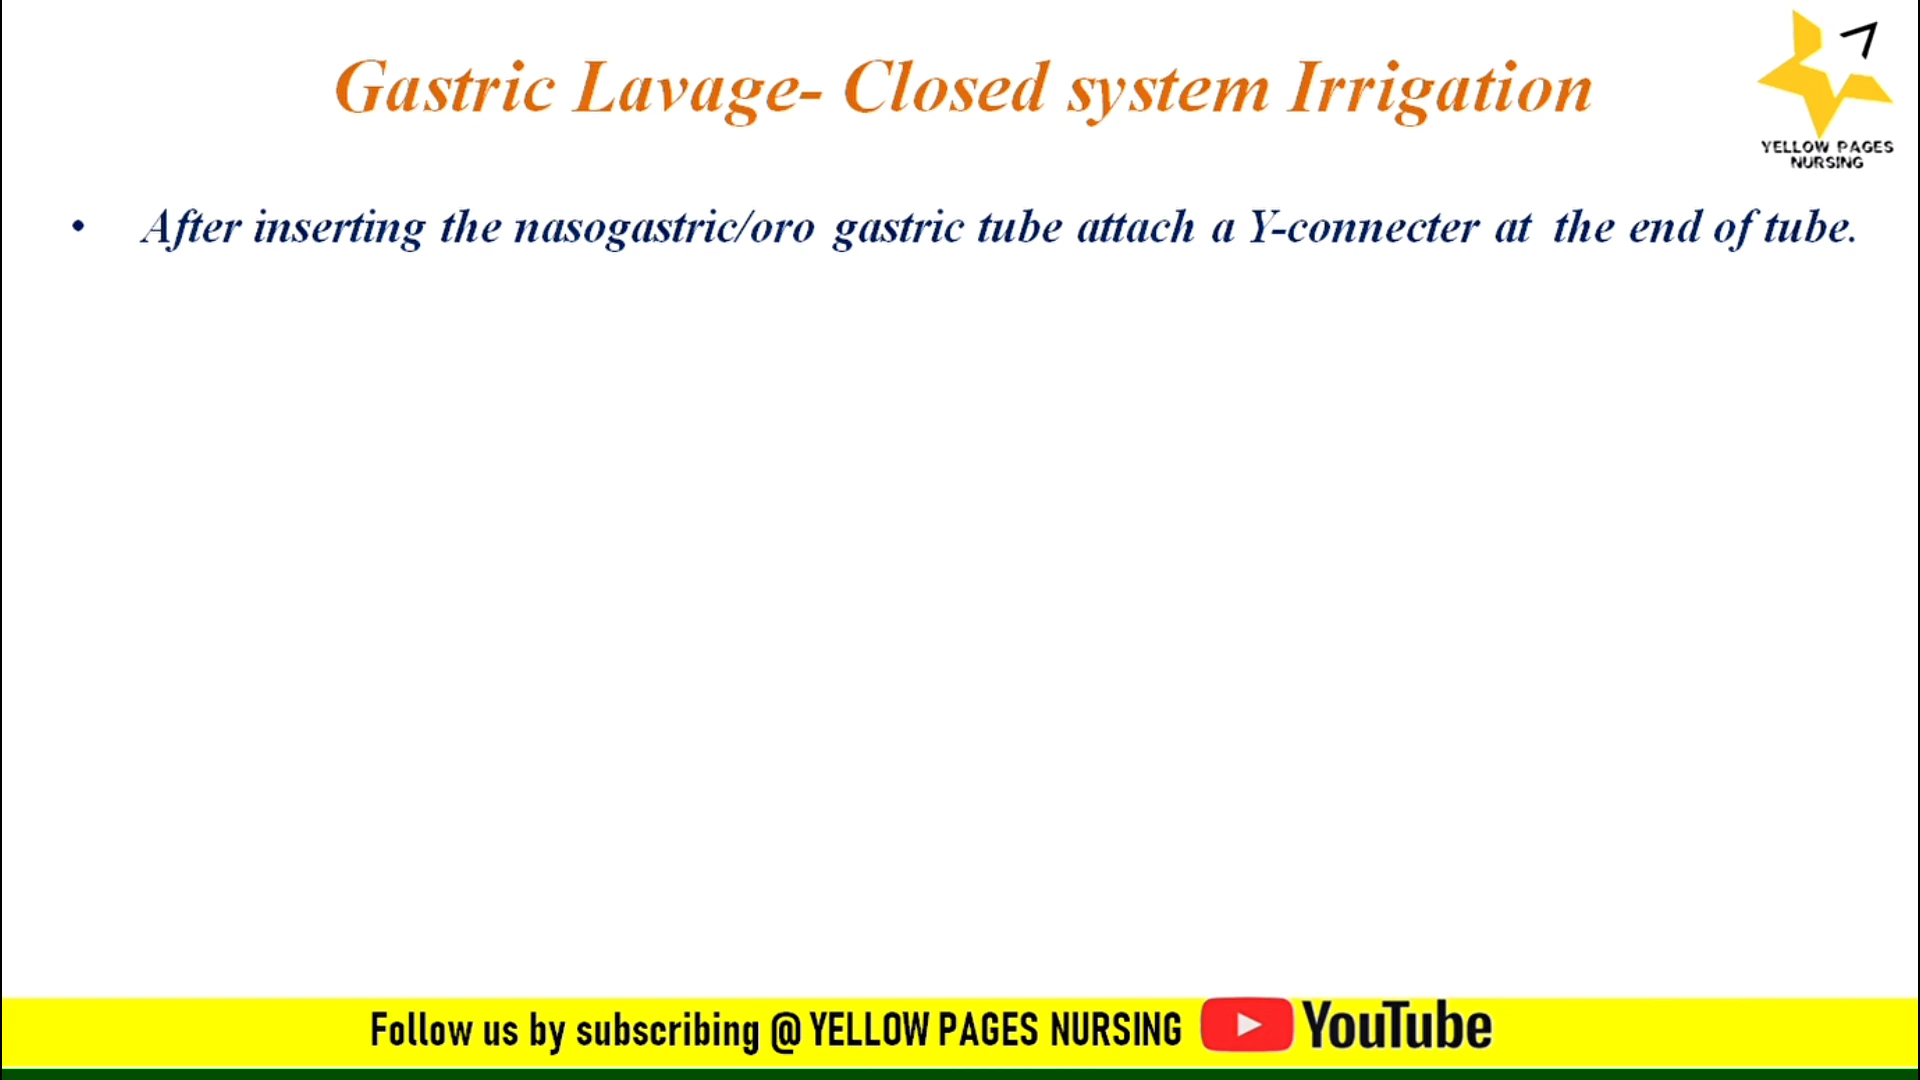 Gastric Lavage- Closed system Irrigation
YELLOW PAGES
NURSING
• After inserting the nasogastric/oro gastric tube attach a Y-connecter at the end of tube.
Follow us by subscribing @ YELLOW PAGES NURSING YouTube